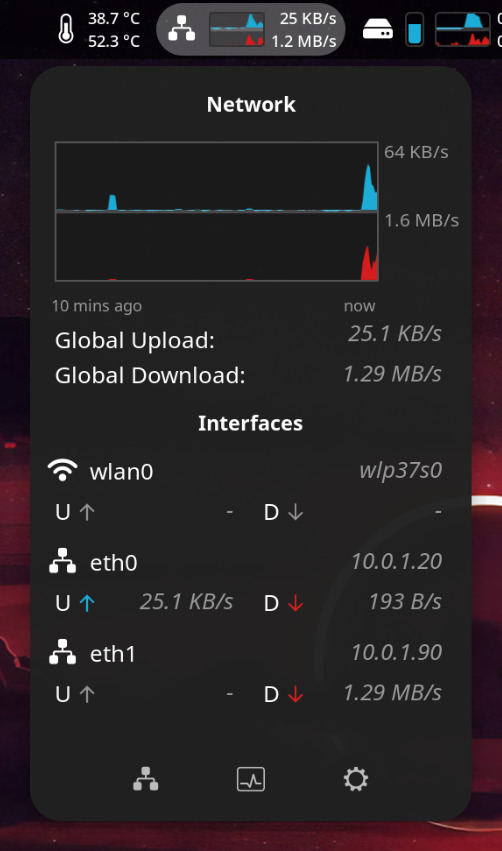 38.7 °C
52.3 °C
25 KB/s
1.2 MB/s
Network
64 KB/s
1.6 MB/s
10 mins ago now
Global Upload: 25.1 KB/s
Global Download: 1.29 MB/s
Interfaces
wlan0 wlp37s0
U ↑ - D ↓ -
eth0 10.0.1.20
U ↑ 25.1 KB/s D ↓ 193 B/s
eth1 10.0.1.90
U ↑ - D ↓ 1.29 MB/s